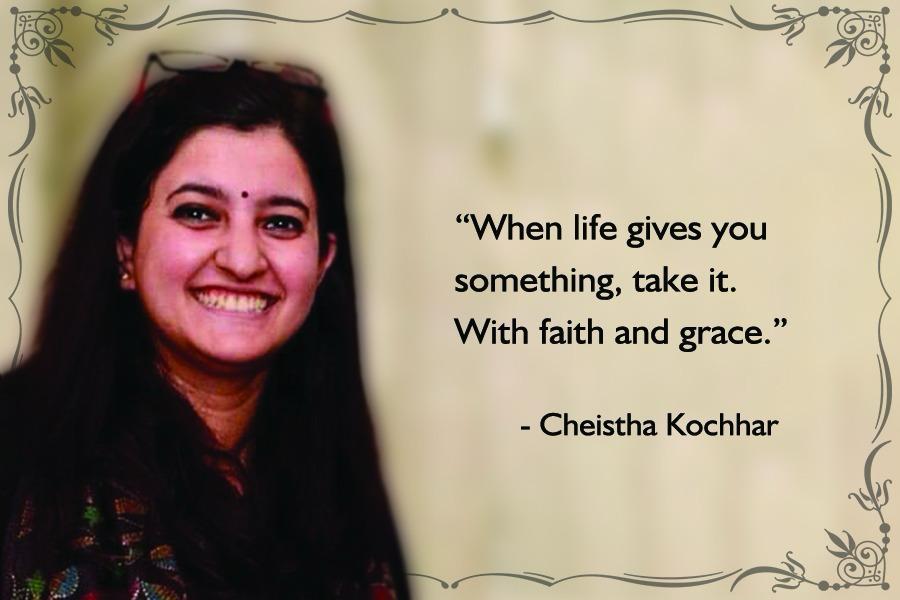 “When life gives you
something, take it.
With faith and grace.”
- Cheistha Kochhar